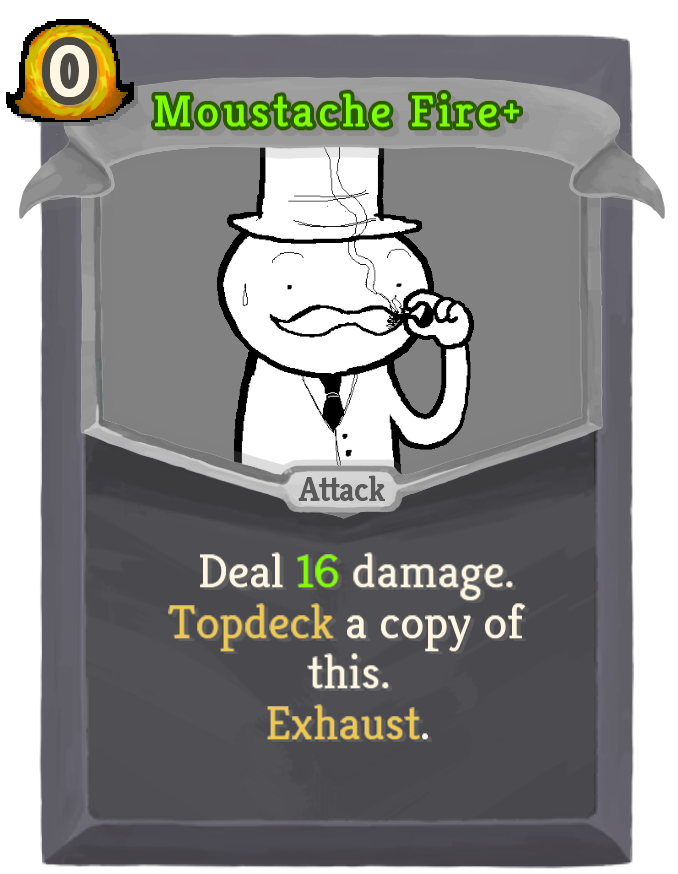 0
Moustache Fire+
Attack
Deal 16 damage.
Topdeck a copy of
this.
Exhaust.